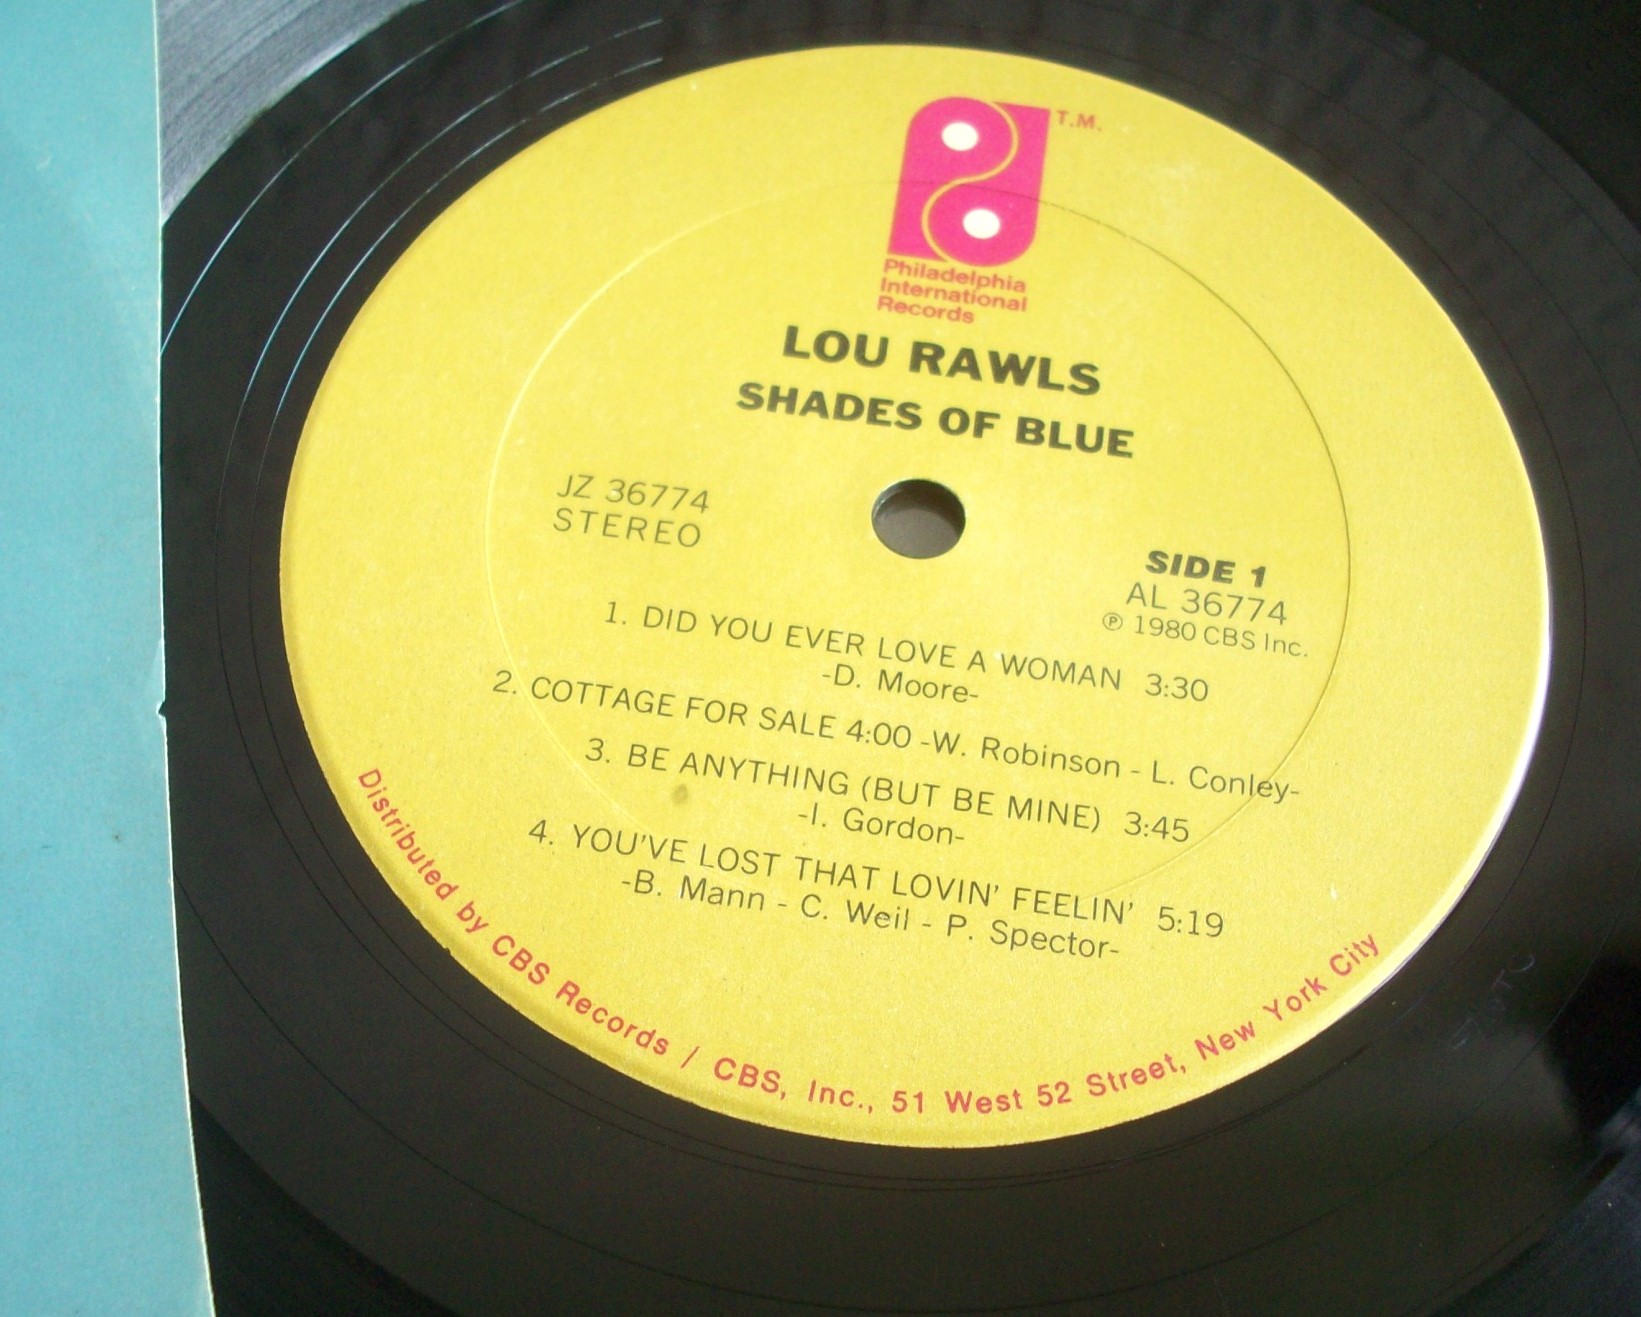 T.M.
Philadelphia
International
Records
LOU RAWLS
SHADES OF BLUE
JZ 36774
STEREO
SIDE 1
AL 36774
℗ 1980 CBS Inc.
1. DID YOU EVER LOVE A WOMAN 3:30
-D. Moore-
2. COTTAGE FOR SALE 4:00 -W. Robinson - L. Conley-
3. BE ANYTHING (BUT BE MINE) 3:45
-I. Gordon-
4. YOU'VE LOST THAT LOVIN' FEELIN' 5:19
-B. Mann - C. Weil - P. Spector-
Distributed by CBS Records / CBS, Inc., 51 West 52 Street, New York City